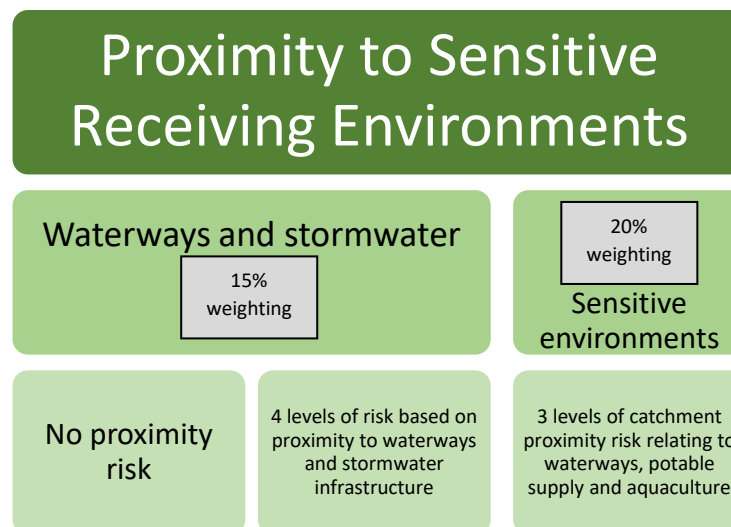 Proximity to Sensitive
Receiving Environments
Waterways and stormwater
15%
weighting
20%
weighting
Sensitive
environments
No proximity
risk
4 levels of risk based on
proximity to waterways
and stormwater
infrastructure
3 levels of catchment
proximity risk relating to
waterways, potable
supply and aquaculture